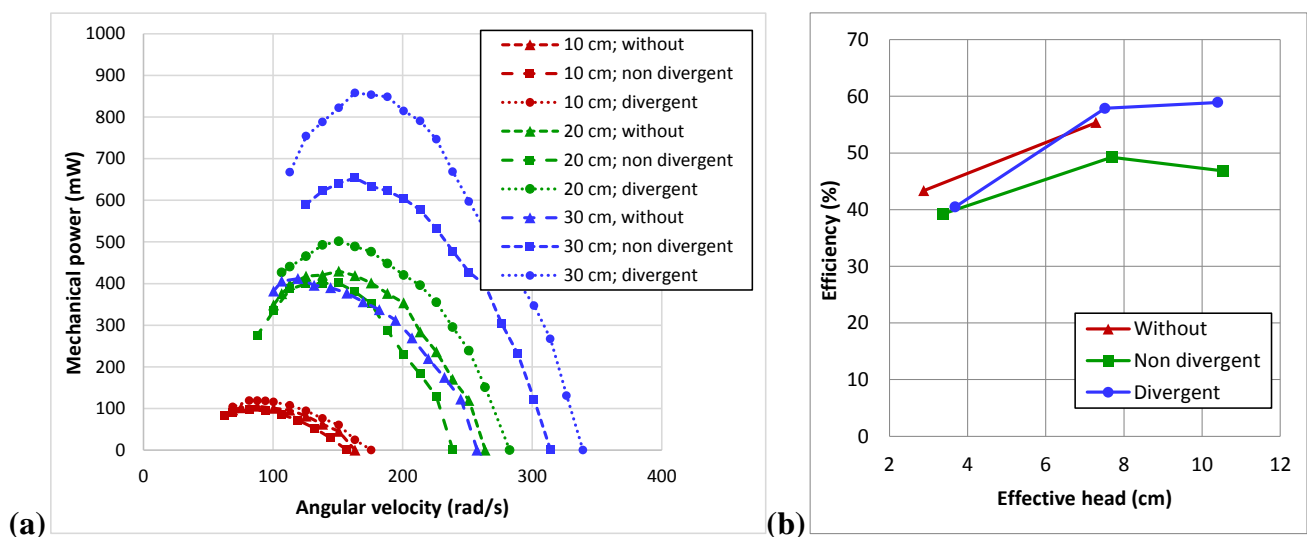 1000
900
800
700
600
500
400
300
200
100
0
0 100 200 300 400
Mechanical power (mW)
Angular velocity (rad/s)
10 cm; without
10 cm; non divergent
10 cm; divergent
20 cm; without
20 cm; non divergent
20 cm; divergent
30 cm, without
30 cm; non divergent
30 cm; divergent
(a)
70
60
50
40
30
20
10
0
2 4 6 8 10 12
Efficiency (%)
Effective head (cm)
Without
Non divergent
Divergent
(b)